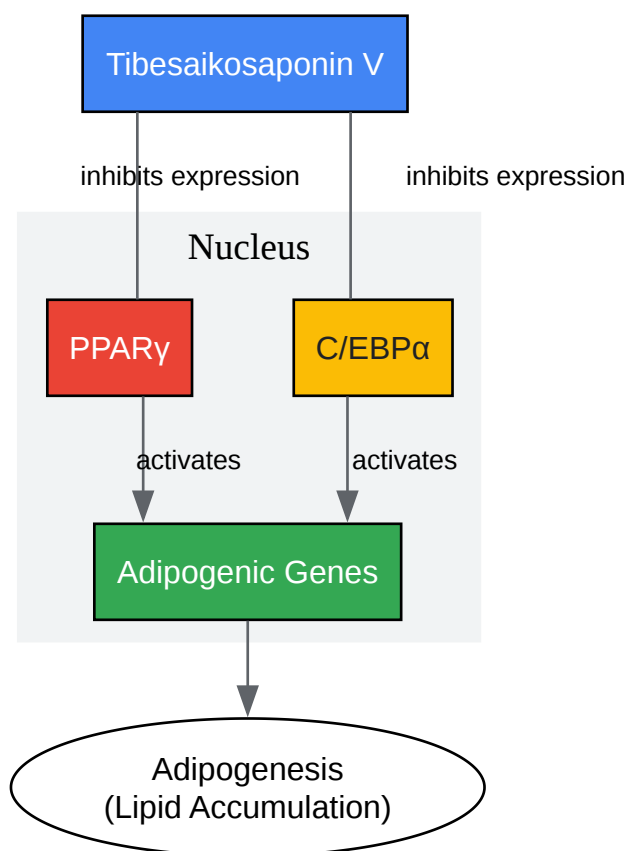 Tibesaikosaponin V
inhibits expression
inhibits expression
Nucleus
PPARγ
C/EBPα
activates
activates
Adipogenic Genes
Adipogenesis
(Lipid Accumulation)